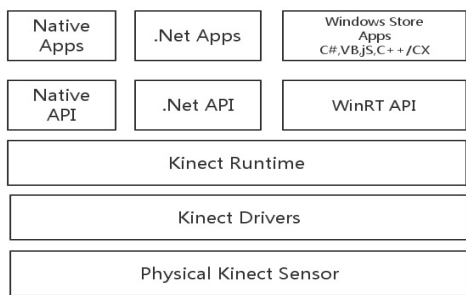 Native
Apps
.Net Apps
Windows Store
Apps
C#,VB,jS,C++/CX
Native
API
.Net API
WinRT API
Kinect Runtime
Kinect Drivers
Physical Kinect Sensor